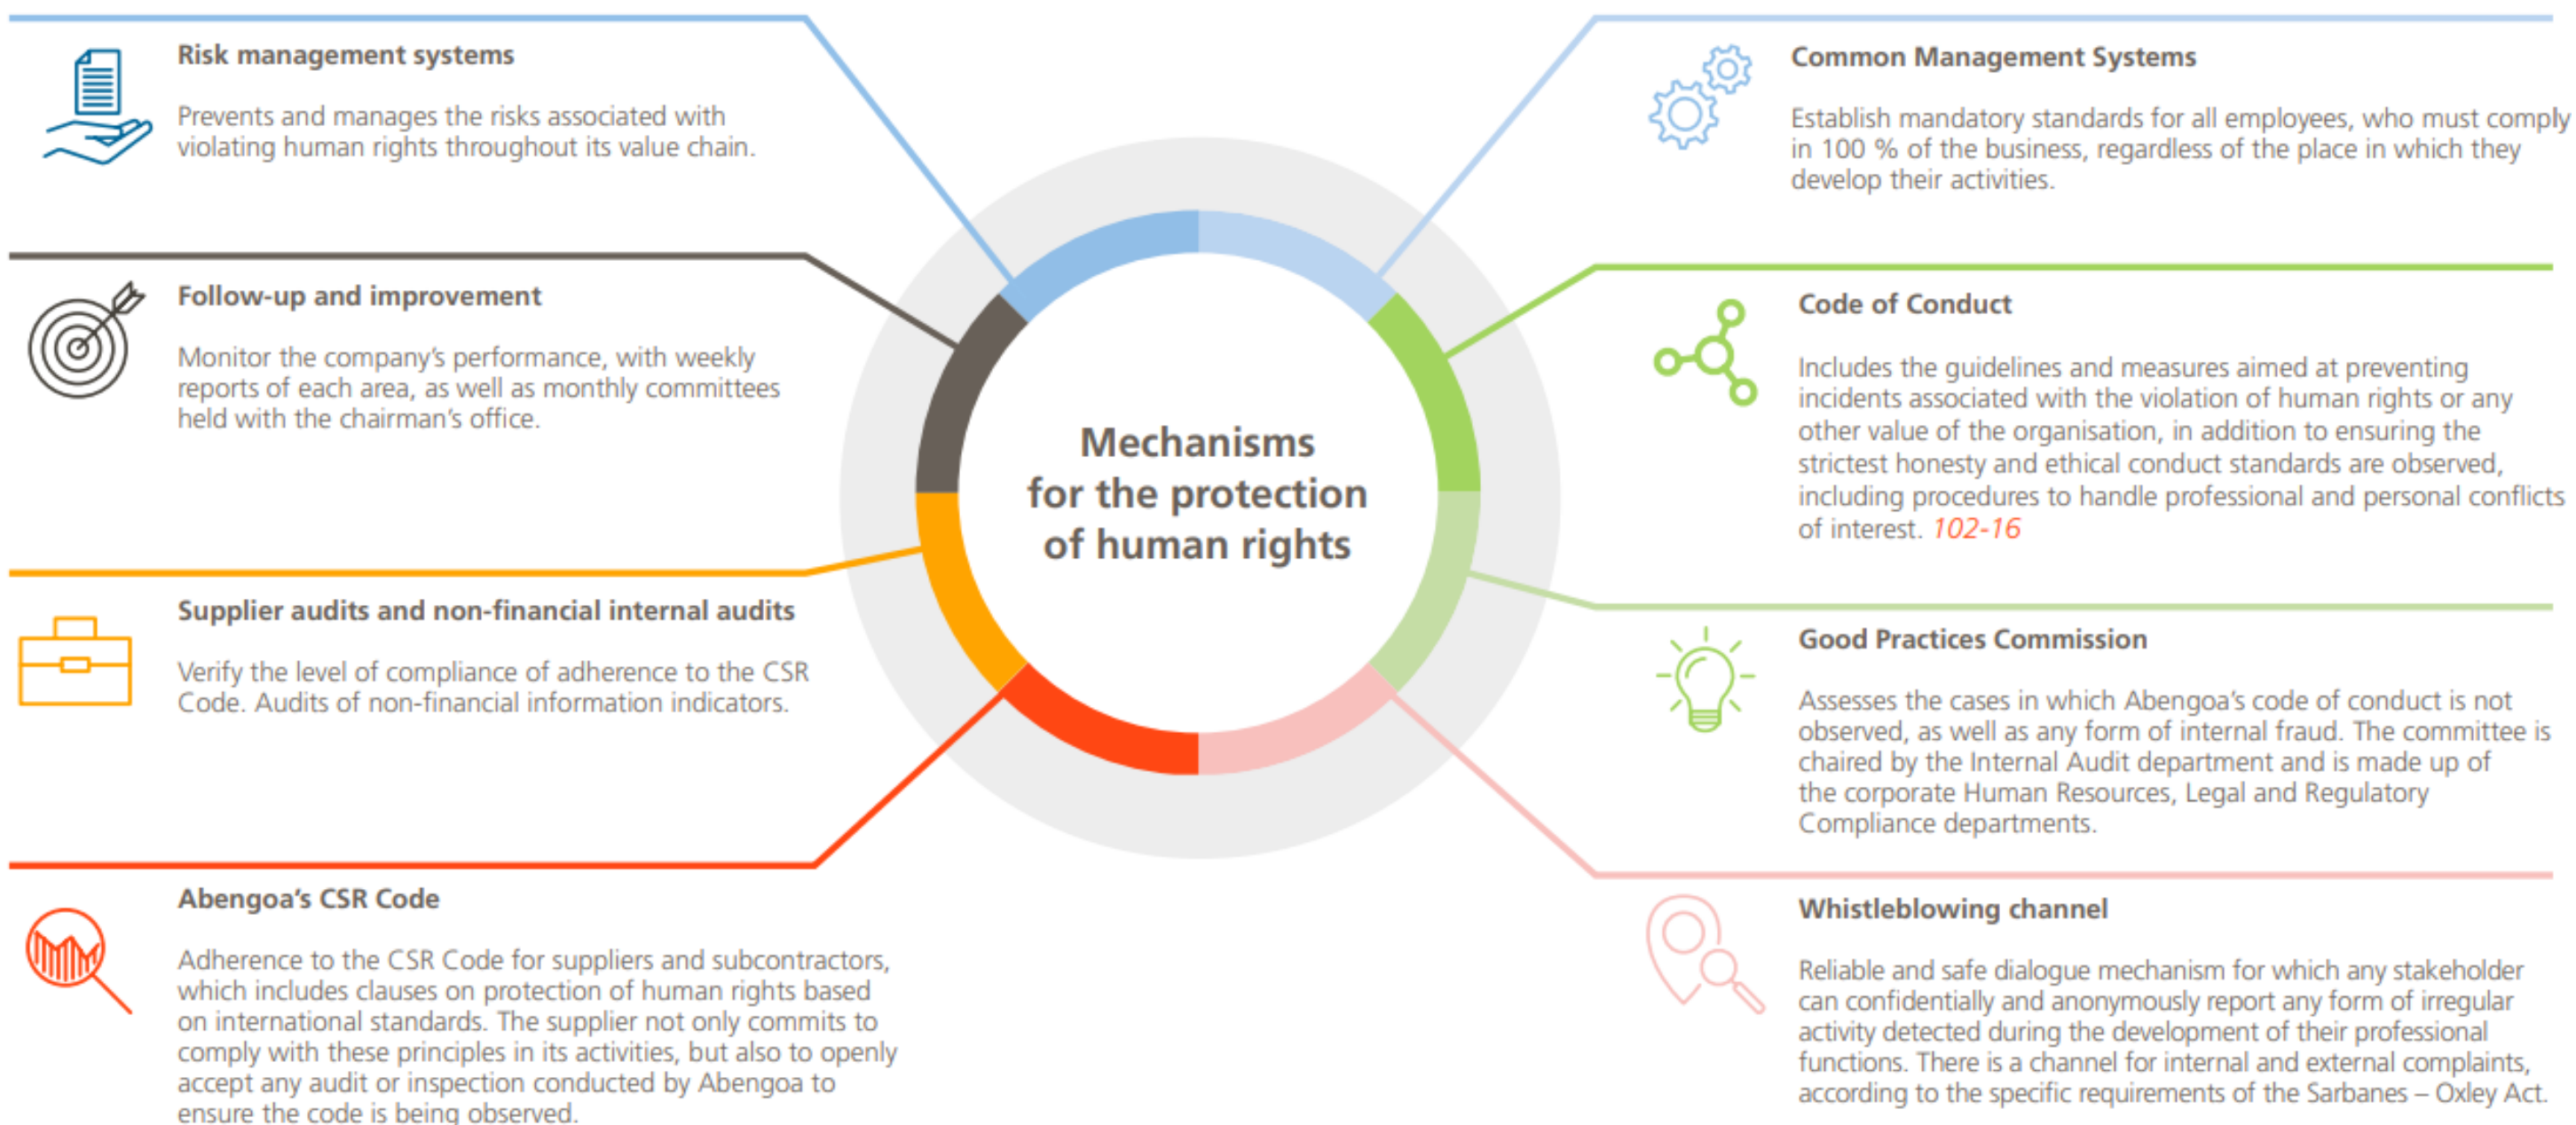 Risk management systems
Prevents and manages the risks associated with
violating human rights throughout its value chain.
Follow-up and improvement
Monitor the company's performance, with weekly
reports of each area, as well as monthly committees
held with the chairman's office.
Supplier audits and non-financial internal audits
Verify the level of compliance of adherence to the CSR
Code. Audits of non-financial information indicators.
Abengoa's CSR Code
Adherence to the CSR Code for suppliers and subcontractors,
which includes clauses on protection of human rights based
on international standards. The supplier not only commits to
comply with these principles in its activities, but also to openly
accept any audit or inspection conducted by Abengoa to
ensure the code is being observed.
Mechanisms
for the protection
of human rights
Common Management Systems
Establish mandatory standards for all employees, who must comply
in 100 % of the business, regardless of the place in which they
develop their activities.
Code of Conduct
Includes the guidelines and measures aimed at preventing
incidents associated with the violation of human rights or any
other value of the organisation, in addition to ensuring the
strictest honesty and ethical conduct standards are observed,
including procedures to handle professional and personal conflicts
of interest. 102-16
Good Practices Commission
Assesses the cases in which Abengoa's code of conduct is not
observed, as well as any form of internal fraud. The committee is
chaired by the Internal Audit department and is made up of
the corporate Human Resources, Legal and Regulatory
Compliance departments.
Whistleblowing channel
Reliable and safe dialogue mechanism for which any stakeholder
can confidentially and anonymously report any form of irregular
activity detected during the development of their professional
functions. There is a channel for internal and external complaints,
according to the specific requirements of the Sarbanes – Oxley Act.